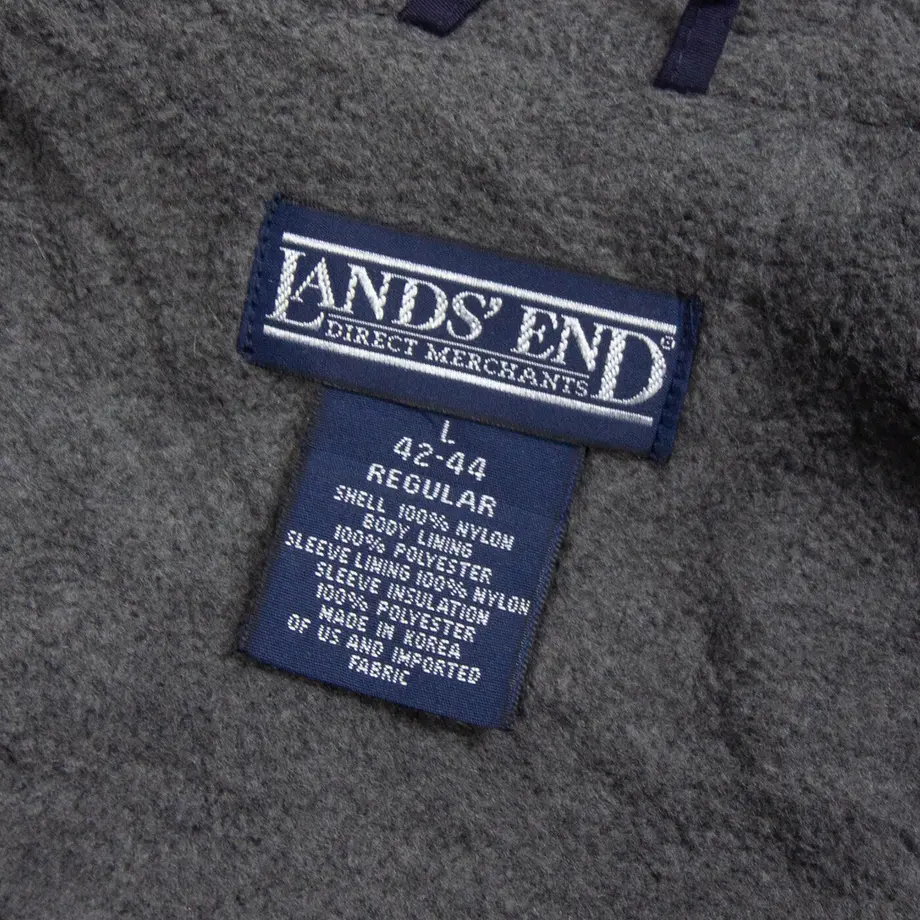 LANDS' END®
DIRECT MERCHANTS
L
42-44
REGULAR
SHELL 100% NYLON
BODY LINING
100% POLYESTER
SLEEVE LINING 100% NYLON
SLEEVE INSULATION
100% POLYESTER
MADE IN KOREA
OF US AND IMPORTED
FABRIC